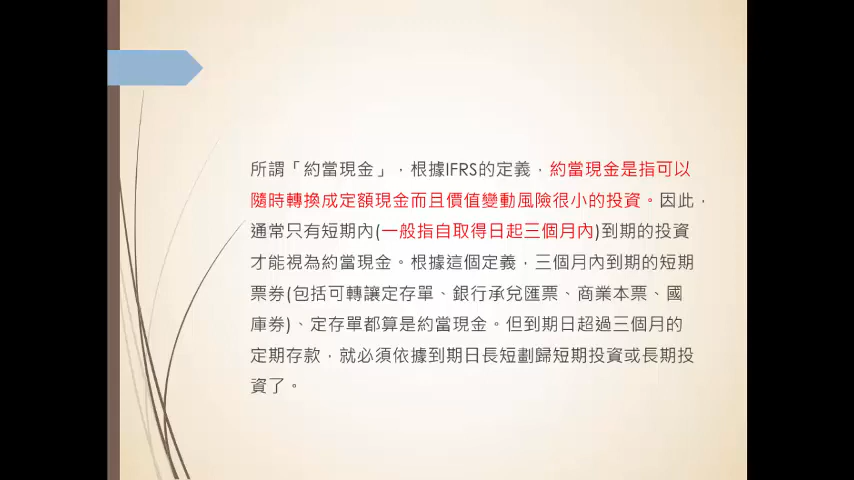 所謂「約當現金」，根據IFRS的定義，約當現金是指可以
隨時轉換成定額現金而且價值變動風險很小的投資。因此，
通常只有短期內(一般指自取得日起三個月內)到期的投資
才能視為約當現金。根據這個定義，三個月內到期的短期
票券(包括可轉讓定存單、銀行承兌匯票、商業本票、國
庫券)、定存單都算是約當現金。但到期日超過三個月的
定期存款，就必須依據到期日長短劃歸短期投資或長期投
資了。